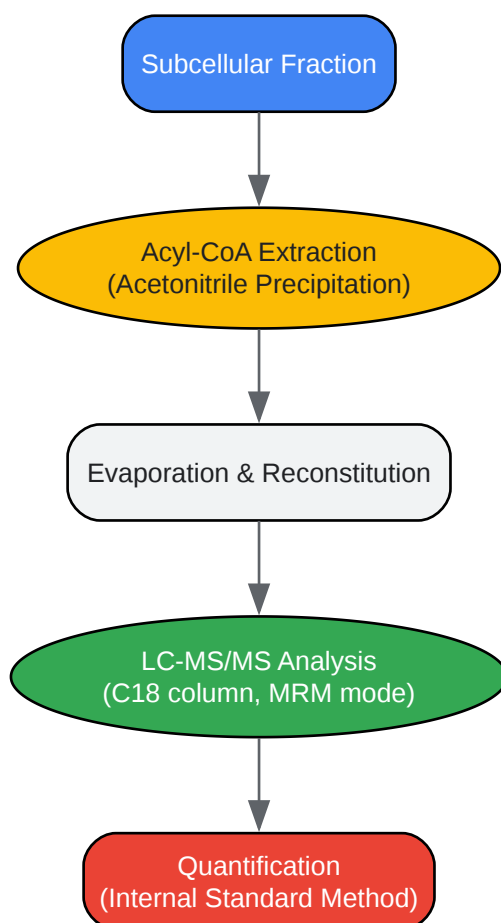 Subcellular Fraction
Acyl-CoA Extraction
(Acetonitrile Precipitation)
Evaporation & Reconstitution
LC-MS/MS Analysis
(C18 column, MRM mode)
Quantification
(Internal Standard Method)